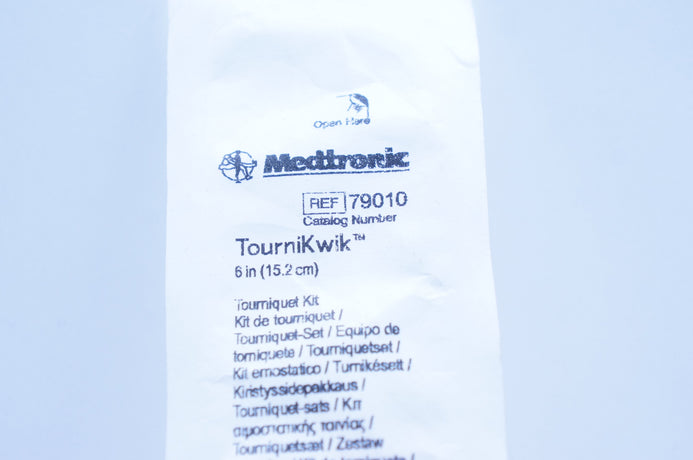 Open Here
Medtronic
REF 79010
Catalog Number
TourniKwik™
6 in (15.2 cm)
Tourniquet Kit
Kit de tourniquet /
Tourniquet-Set / Equipo de
torniquete / Tourniquetset /
Kit emostatico / Turnikésett /
Kiristyssidepakkaus /
Tourniquet-sats / Κιτ
αιμοστατικής ταινίας /
Tourniquetsæt / Zestaw